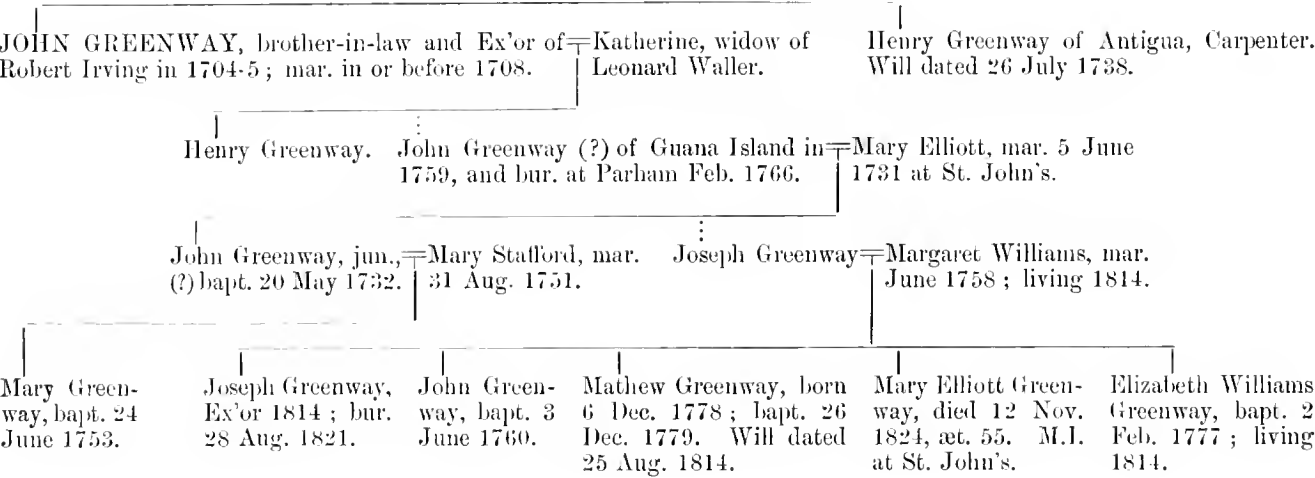 JOHN GREENWAY, brother-in-law and Ex'or of
Robert Irving in 1704-5 ; mar. in or before 1708.
Katherine, widow of
Leonard Waller.
Henry Greenway of Antigua, Carpenter.
Will dated 26 July 1738.
Henry Greenway.
John Greenway (?) of Guana Island in
1759, and bur. at Parham Feb. 1766.
Mary Elliott, mar. 5 June
1731 at St. John's.
John Greenway, jun.,
(?) bapt. 20 May 1732.
Mary Stafford, mar.
31 Aug. 1751.
Joseph Greenway
Margaret Williams, mar.
June 1758 ; living 1814.
Mary Green-
way, bapt. 24
June 1753.
Joseph Greenway,
Ex'or 1814 ; bur.
28 Aug. 1821.
John Green-
way, bapt. 3
June 1760.
Mathew Greenway, born
6 Dec. 1778 ; bapt. 26
Dec. 1779. Will dated
25 Aug. 1814.
Mary Elliott Green-
way, died 12 Nov.
1824, æt. 55. M.I.
at St. John's.
Elizabeth Williams
Greenway, bapt. 2
Feb. 1777 ; living
1814.